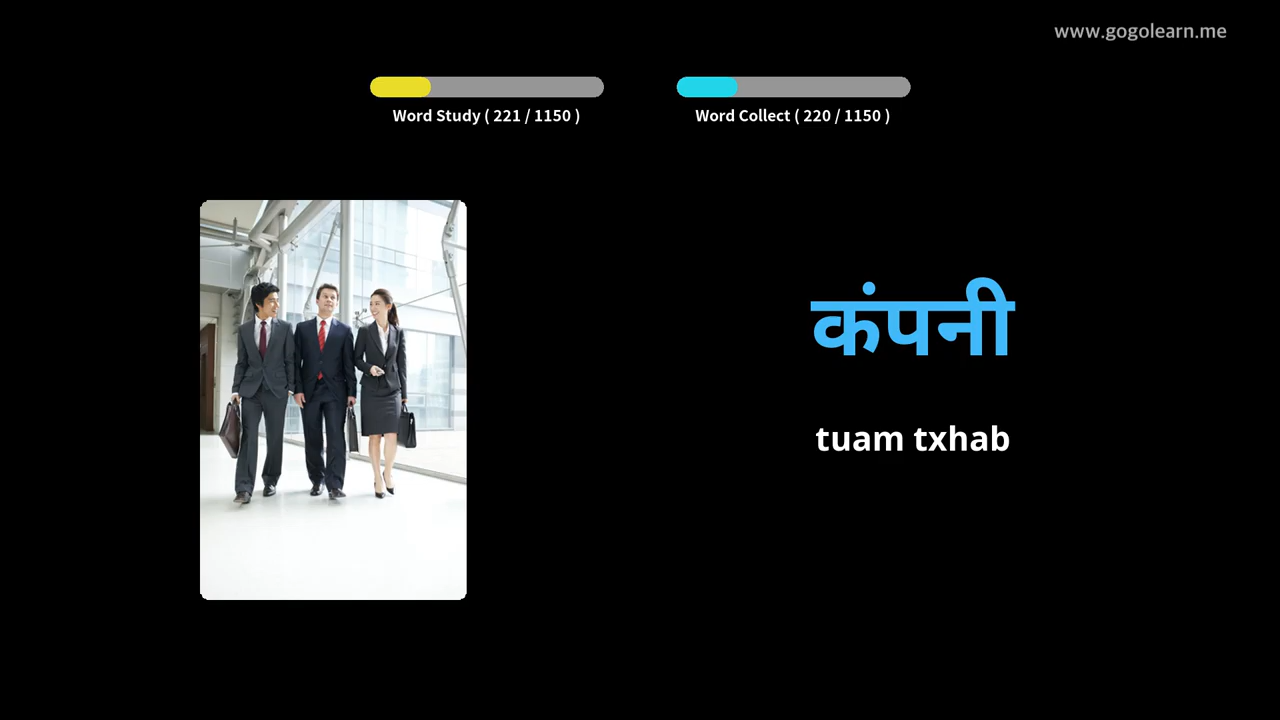 www.gogolearn.me
Word Study ( 221 / 1150 )
Word Collect ( 220 / 1150 )
कंपनी
tuam txhab